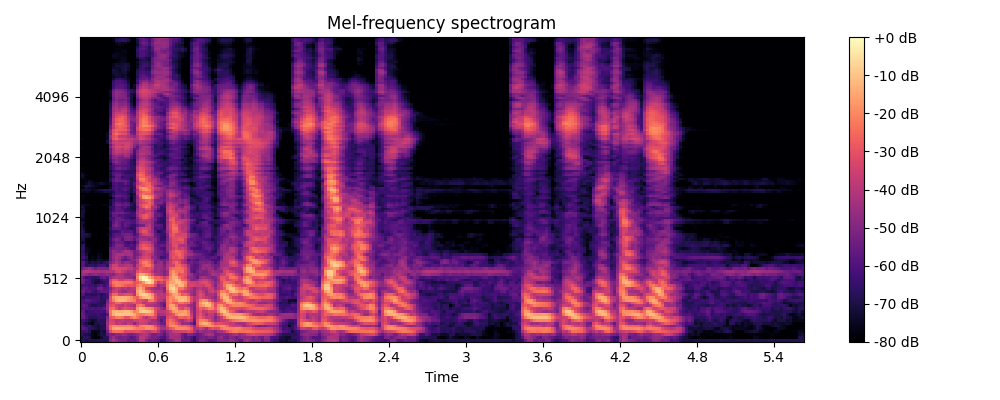 Mel-frequency spectrogram
+0 dB
-10 dB
-20 dB
-30 dB
-40 dB
-50 dB
-60 dB
-70 dB
-80 dB
Hz
4096
2048
1024
512
0
0 0.6 1.2 1.8 2.4 3 3.6 4.2 4.8 5.4
Time